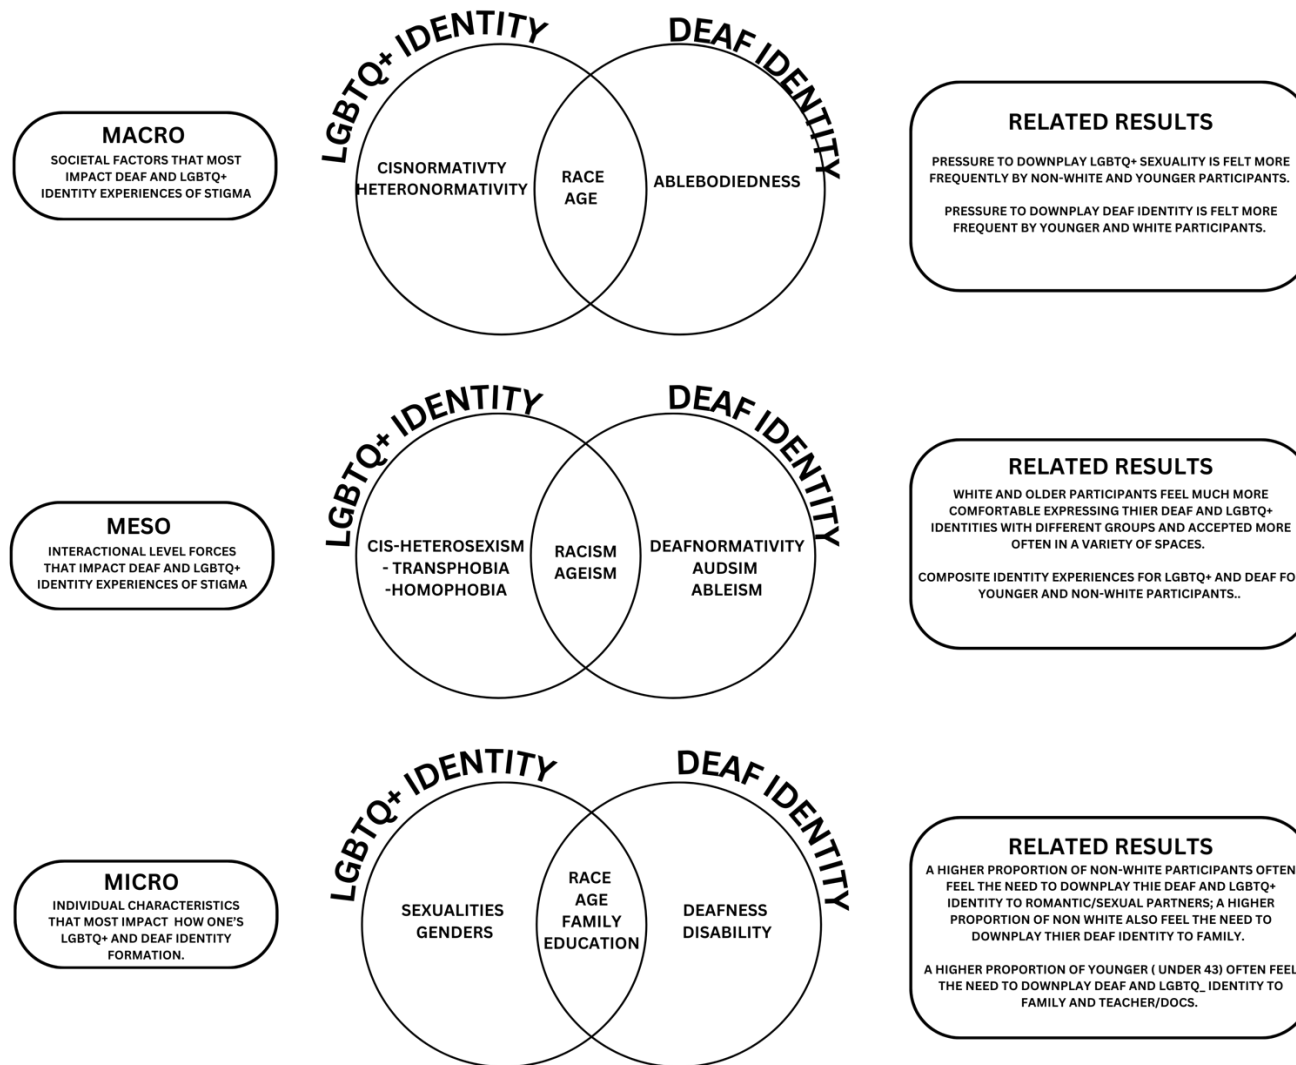 MACRO
SOCIETAL FACTORS THAT MOST
IMPACT DEAF AND LGBTQ+
IDENTITY EXPERIENCES OF STIGMA
LGBTQ+ IDENTITY
DEAF IDENTITY
CISNORMATIVTY
HETERONORMATIVITY
RACE
AGE
ABLEBODIEDNESS
RELATED RESULTS
PRESSURE TO DOWNPLAY LGBTQ+ SEXUALITY IS FELT MORE
FREQUENTLY BY NON-WHITE AND YOUNGER PARTICIPANTS.
PRESSURE TO DOWNPLAY DEAF IDENTITY IS FELT MORE
FREQUENT BY YOUNGER AND WHITE PARTICIPANTS.
MESO
INTERACTIONAL LEVEL FORCES
THAT IMPACT DEAF AND LGBTQ+
IDENTITY EXPERIENCES OF STIGMA
LGBTQ+ IDENTITY
DEAF IDENTITY
CIS-HETEROSEXISM
- TRANSPHOBIA
-HOMOPHOBIA
RACISM
AGEISM
DEAFNORMATIVITY
AUDSIM
ABLEISM
RELATED RESULTS
WHITE AND OLDER PARTICIPANTS FEEL MUCH MORE
COMFORTABLE EXPRESSING THIER DEAF AND LGBTQ+
IDENTITIES WITH DIFFERENT GROUPS AND ACCEPTED MORE
OFTEN IN A VARIETY OF SPACES.
COMPOSITE IDENTITY EXPERIENCES FOR LGBTQ+ AND DEAF FO
YOUNGER AND NON-WHITE PARTICIPANTS..
MICRO
INDIVIDUAL CHARACTERISTICS
THAT MOST IMPACT HOW ONE'S
LGBTQ+ AND DEAF IDENTITY
FORMATION.
LGBTQ+ IDENTITY
DEAF IDENTITY
SEXUALITIES
GENDERS
RACE
AGE
FAMILY
EDUCATION
DEAFNESS
DISABILITY
RELATED RESULTS
A HIGHER PROPORTION OF NON-WHITE PARTICIPANTS OFTEN
FEEL THE NEED TO DOWNPLAY THIE DEAF AND LGBTQ+
IDENTITY TO ROMANTIC/SEXUAL PARTNERS; A HIGHER
PROPORTION OF NON WHITE ALSO FEEL THE NEED TO
DOWNPLAY THIER DEAF IDENTITY TO FAMILY.
A HIGHER PROPORTION OF YOUNGER ( UNDER 43) OFTEN FEEL
THE NEED TO DOWNPLAY DEAF AND LGBTQ_ IDENTITY TO
FAMILY AND TEACHER/DOCS.